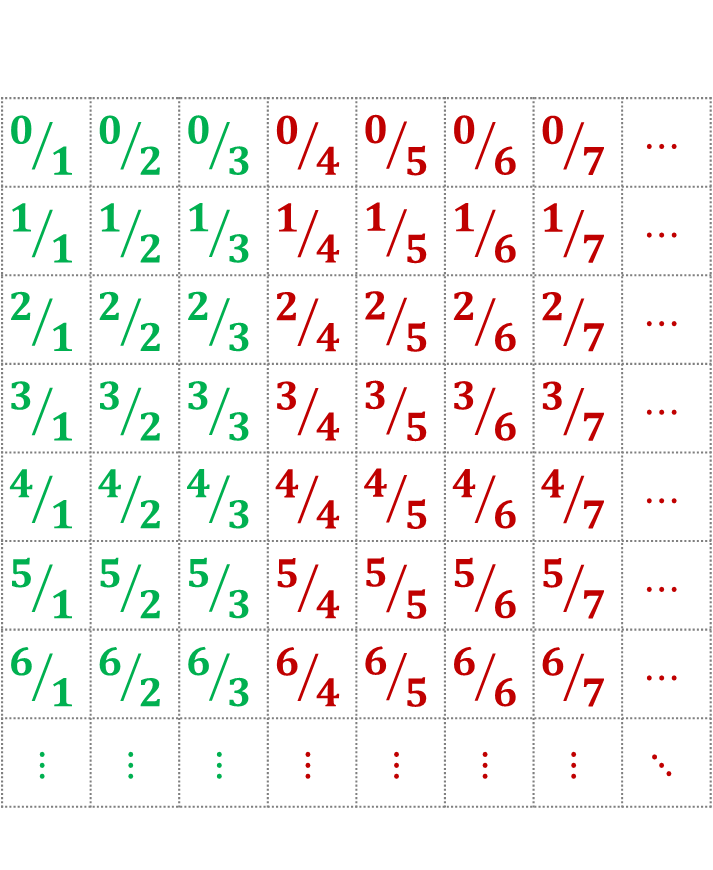 0/1 0/2 0/3 0/4 0/5 0/6 0/7 ⋯
1/1 1/2 1/3 1/4 1/5 1/6 1/7 ⋯
2/1 2/2 2/3 2/4 2/5 2/6 2/7 ⋯
3/1 3/2 3/3 3/4 3/5 3/6 3/7 ⋯
4/1 4/2 4/3 4/4 4/5 4/6 4/7 ⋯
5/1 5/2 5/3 5/4 5/5 5/6 5/7 ⋯
6/1 6/2 6/3 6/4 6/5 6/6 6/7 ⋯
⋮ ⋮ ⋮ ⋮ ⋮ ⋮ ⋮ ⋱